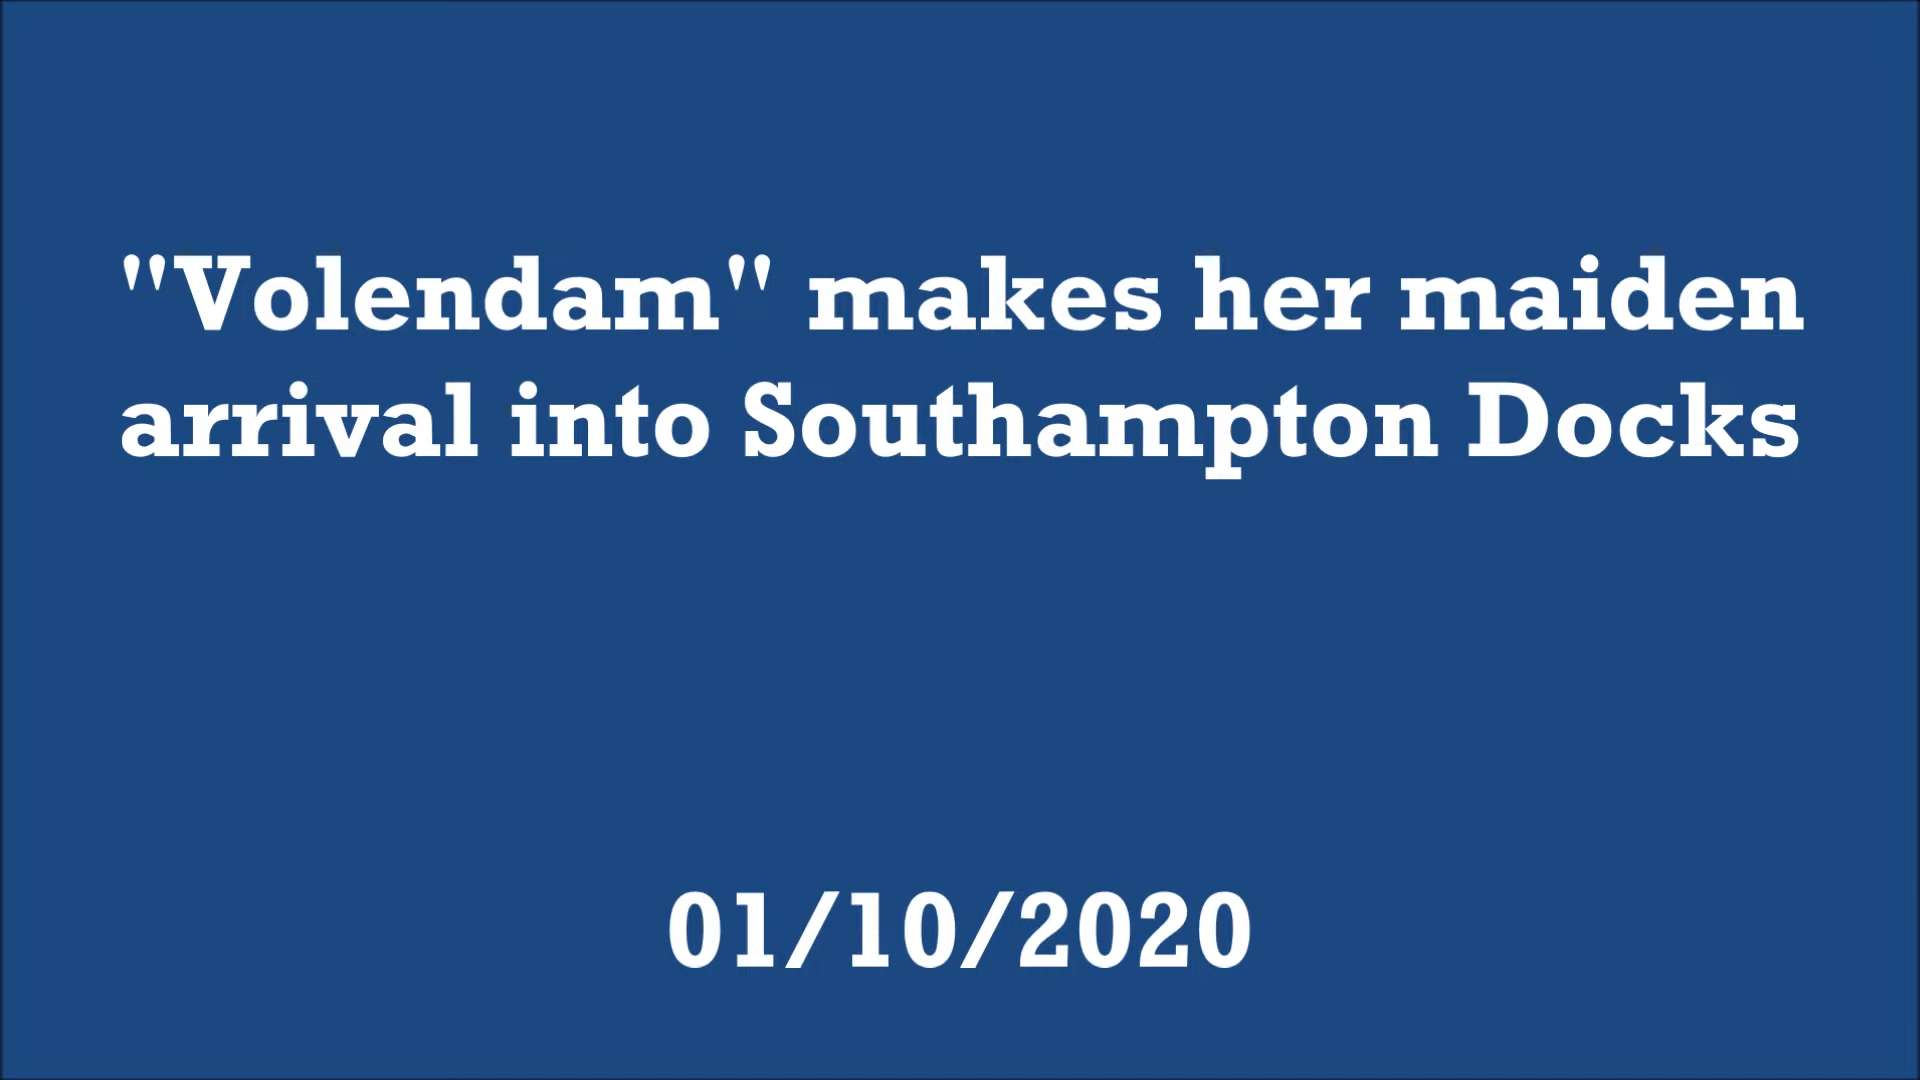 "Volendam" makes her maiden
arrival into Southampton Docks
01/10/2020